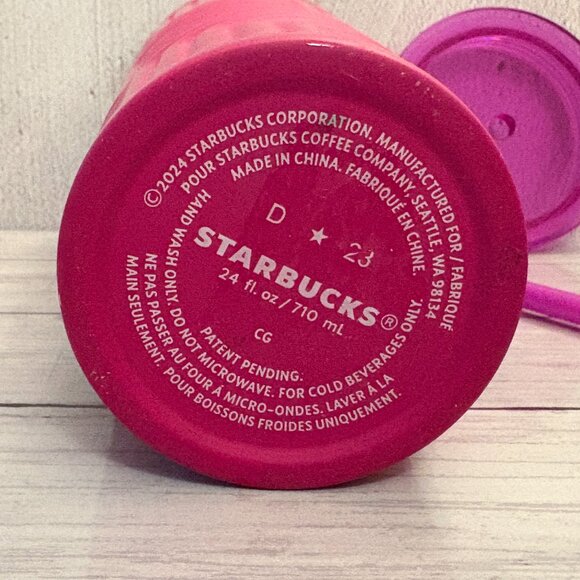 © 2024 STARBUCKS CORPORATION. MANUFACTURED FOR / FABRIQUÉ
POUR STARBUCKS COFFEE COMPANY, SEATTLE, WA 98134
MADE IN CHINA. FABRIQUÉ EN CHINE.
D ★ 23
STARBUCKS®
24 fl. oz / 710 mL
CG
PATENT PENDING.
HAND WASH ONLY. DO NOT MICROWAVE. FOR COLD BEVERAGES ONLY.
NE PAS PASSER AU FOUR À MICRO-ONDES. LAVER À LA
MAIN SEULEMENT. POUR BOISSONS FROIDES UNIQUEMENT.